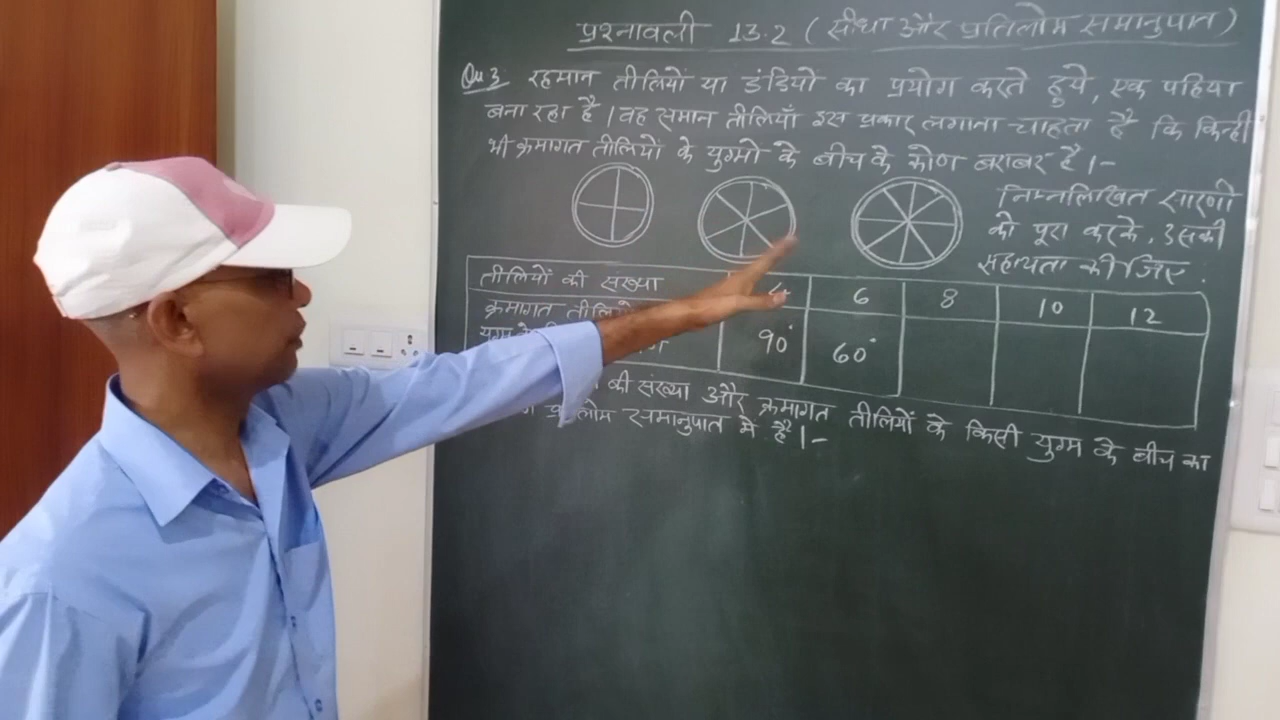 प्रश्नावली 13.2 (सीधा और प्रतिलोम समानुपात)
Qu 3 रहमान तीलियों या डंडियों का प्रयोग करते हुये, एक पहिया
बना रहा है। वह समान तीलियाँ इस प्रकार लगाना चाहता है कि किन्हीं
भी क्रमागत तीलियों के युग्मों के बीच के कोण बराबर है।-
निम्नलिखित सारणी
को पूरा करके, उसकी
सहायता कीजिए.
तीलियों की संख्या 4 6 8 10 12
क्रमागत
90° 60°
की संख्या और क्रमागत तीलियों के किसी युग्म के बीच का
समानुपात में है।-